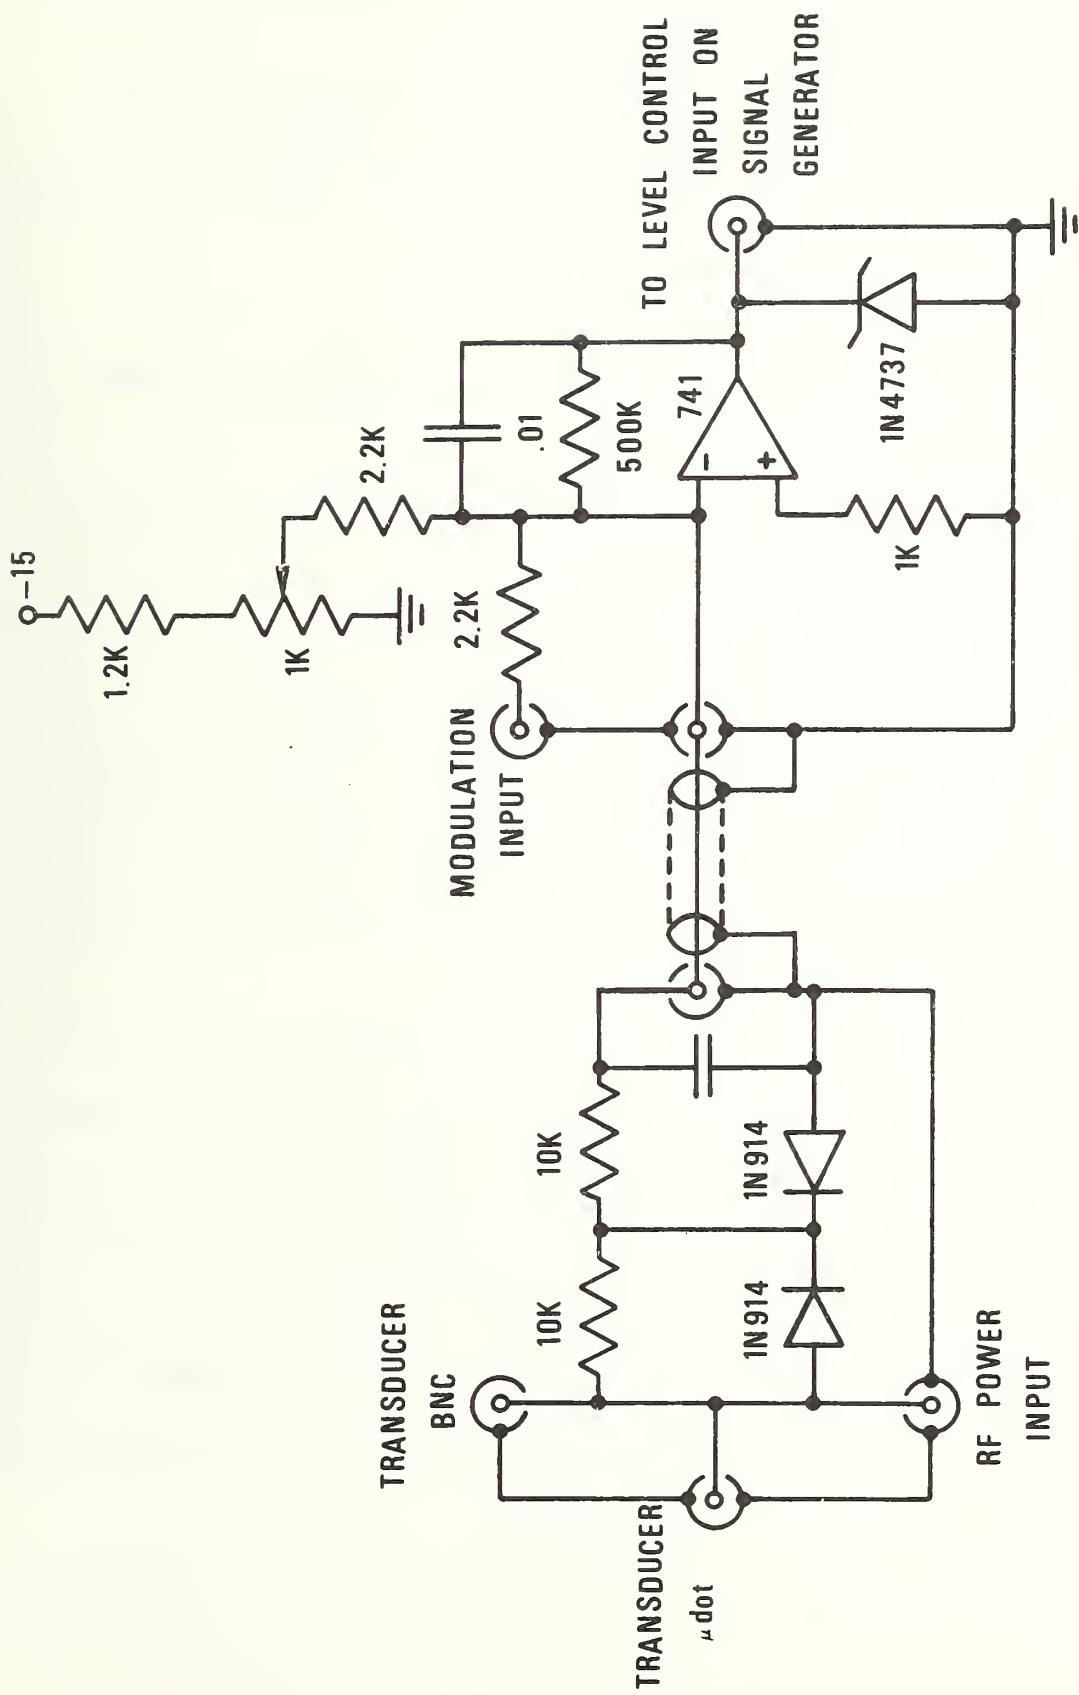 -15
1.2K
1K
2.2K
.01
500K
2.2K
MODULATION
INPUT
741
1K
1N4737
TO LEVEL CONTROL
INPUT ON
SIGNAL
GENERATOR
TRANSDUCER
BNC
10K
10K
1N914
1N914
TRANSDUCER
μdot
RF POWER
INPUT
-
+